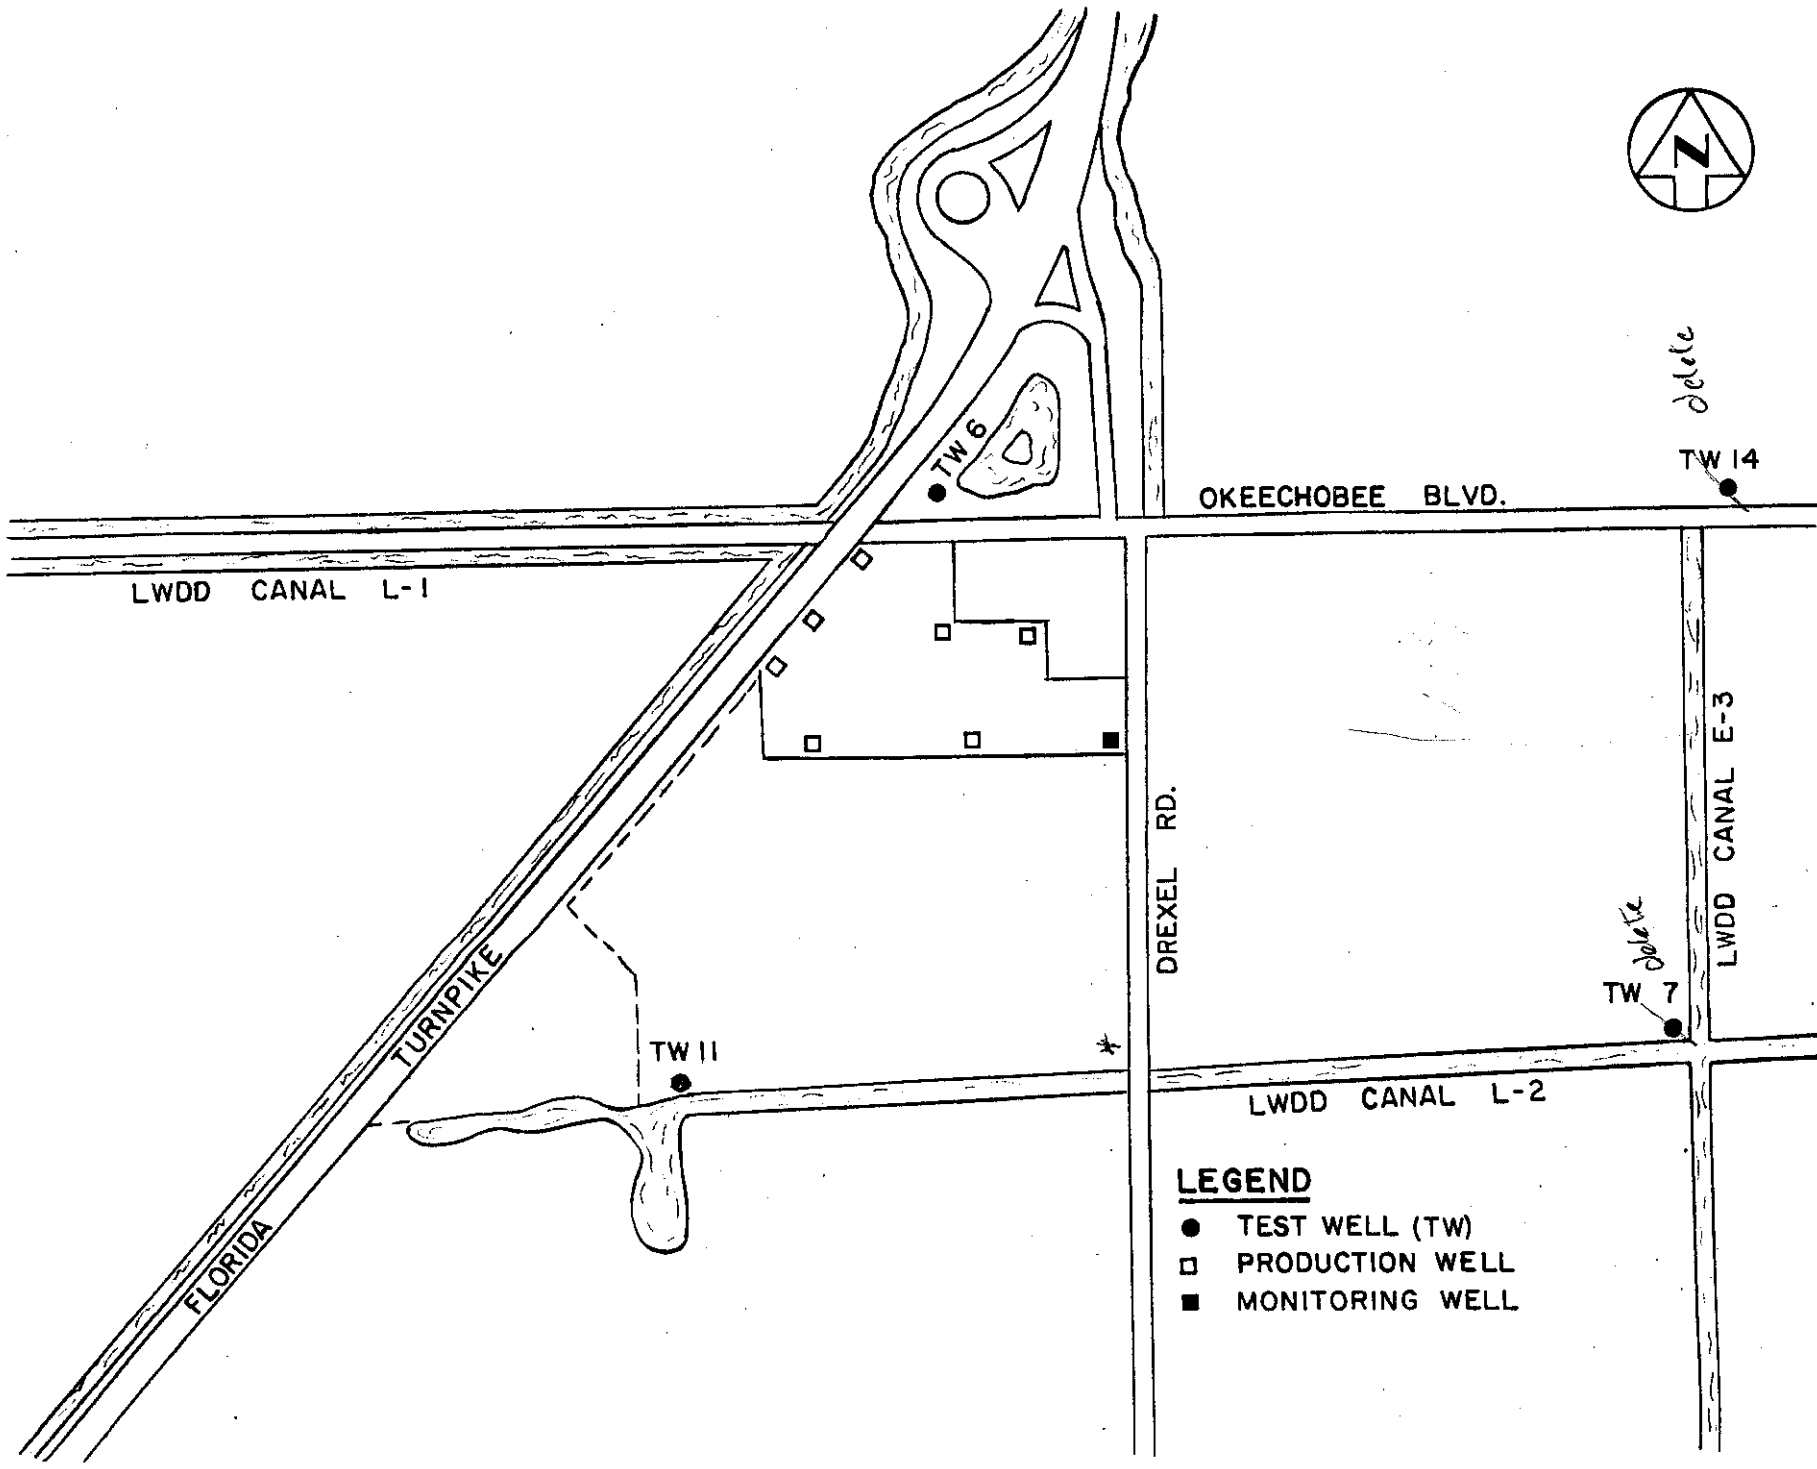 N
delete
TW 6
TW 14
OKEECHOBEE BLVD.
LWDD CANAL L-1
LWDD CANAL E-3
DREXEL RD.
delete
TW 7
TURNPIKE
TW 11
*
LWDD CANAL L-2
FLORIDA
LEGEND
TEST WELL (TW)
PRODUCTION WELL
MONITORING WELL